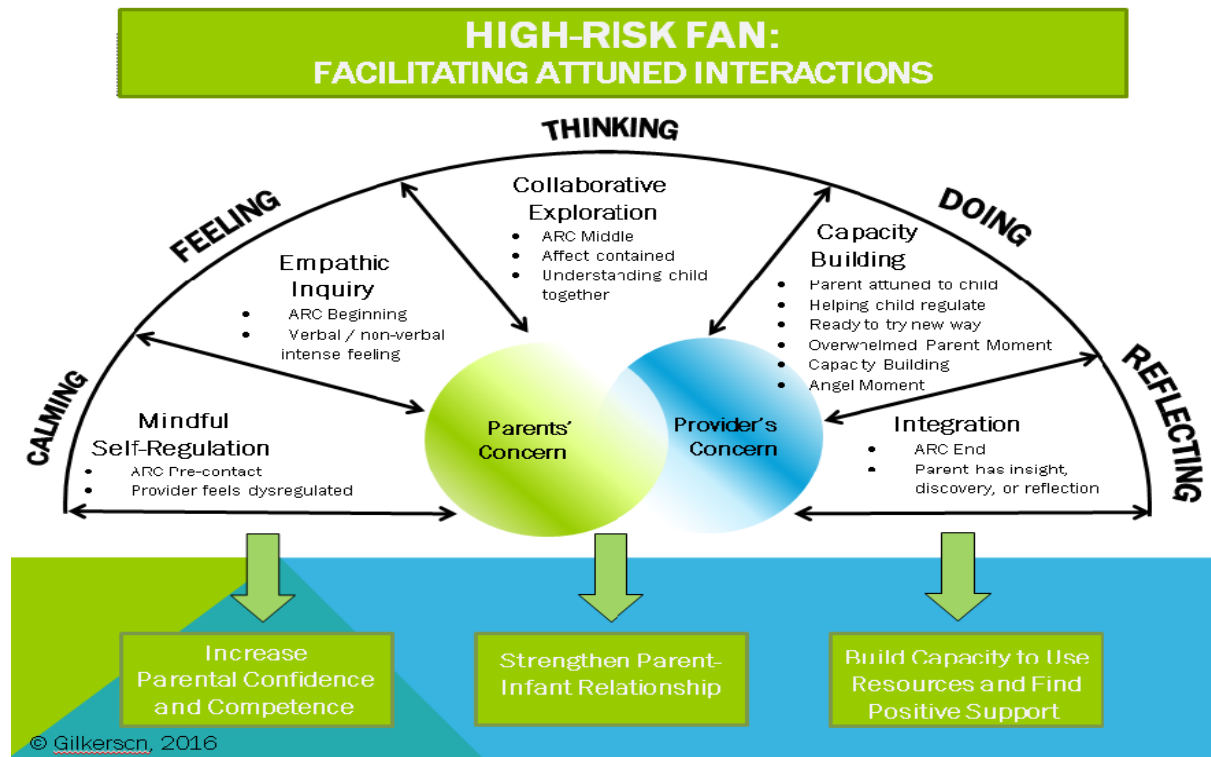 HIGH-RISK FAN:
FACILITATING ATTUNED INTERACTIONS
CALMING
FEELING
THINKING
DOING
REFLECTING
Mindful
Self-Regulation
• ARC Pre-contact
• Provider feels dysregulated
Empathic
Inquiry
• ARC Beginning
• Verbal / non-verbal
intense feeling
Collaborative
Exploration
• ARC Middle
• Affect contained
• Understanding child
together
Capacity
Building
• Parent attuned to child
• Helping child regulate
• Ready to try new way
• Overwhelmed Parent Moment
• Capacity Building
• Angel Moment
Integration
• ARC End
• Parent has insight,
discovery, or reflection
Parents'
Concern
Provider's
Concern
Increase
Parental Confidence
and Competence
Strengthen Parent-
Infant Relationship
Build Capacity to Use
Resources and Find
Positive Support
© Gilkerscn, 2016